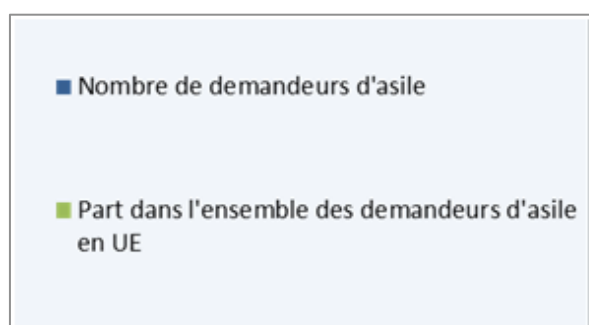 Nombre de demandeurs d'asile
Part dans l'ensemble des demandeurs d'asile
en UE